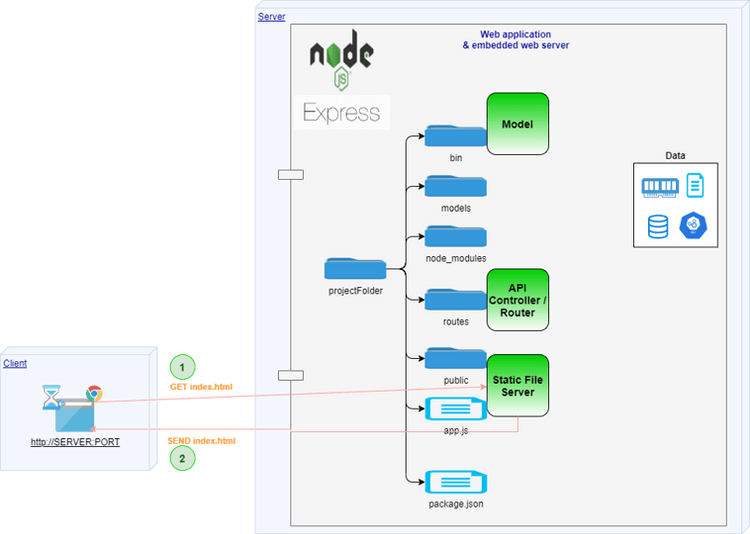 Server
Web application
& embedded web server
node
JS
Express
Model
bin
Data
models
node_modules
projectFolder
API
Controller /
Router
routes
Client
1
GET index.html
public
Static File
Server
app.js
http://SERVER:PORT
SEND index.html
2
package.json